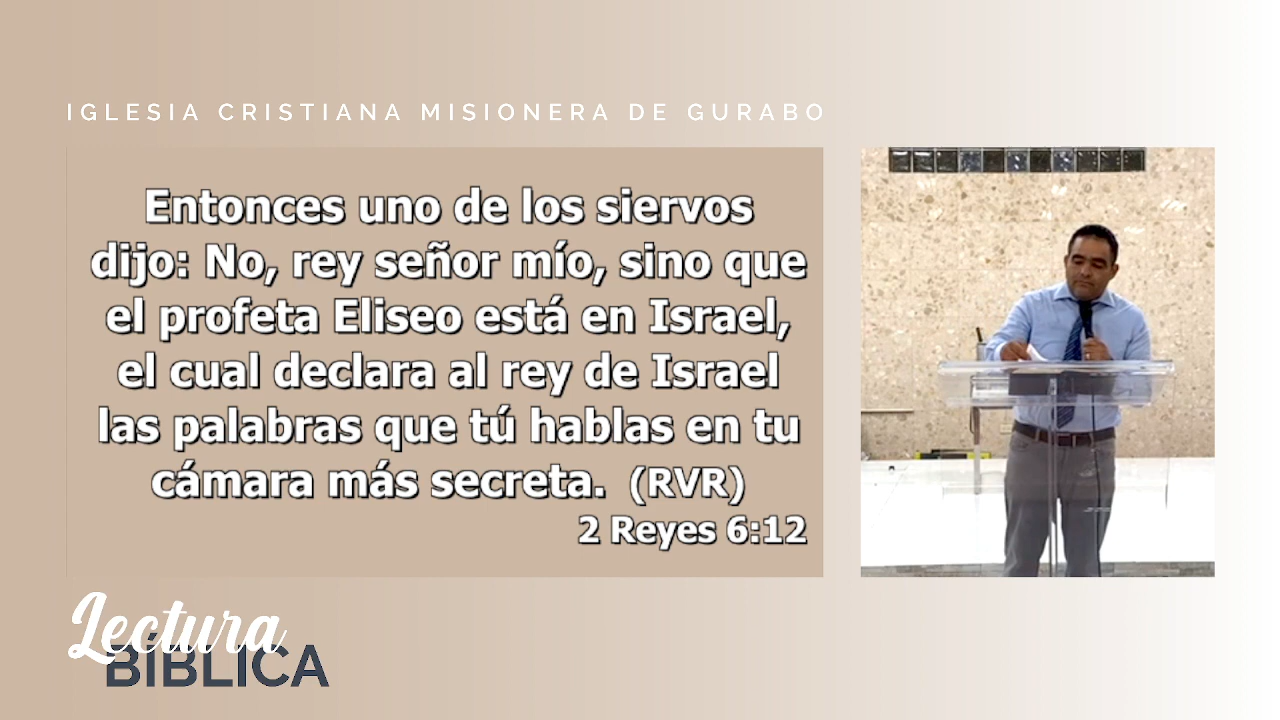 IGLESIA CRISTIANA MISIONERA DE GURABO
Entonces uno de los siervos
dijo: No, rey señor mío, sino que
el profeta Eliseo está en Israel,
el cual declara al rey de Israel
las palabras que tú hablas en tu
cámara más secreta. (RVR)
2 Reyes 6:12
Lectura
BÍBLICA